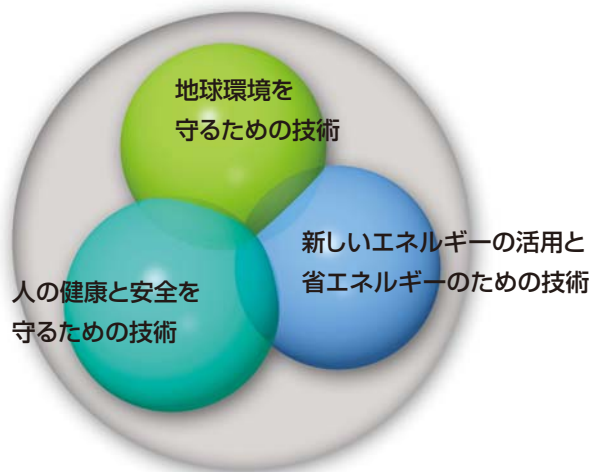 地球環境を
守るための技術
新しいエネルギーの活用と
省エネルギーのための技術
人の健康と安全を
守るための技術